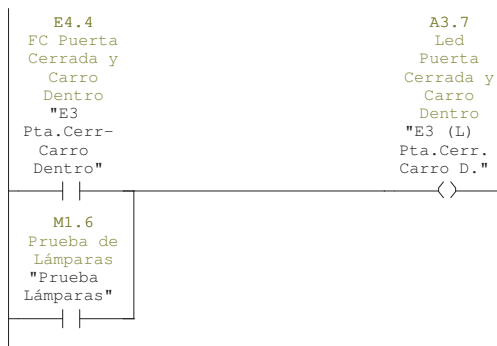 E4.4
FC Puerta
Cerrada y
Carro
Dentro
"E3
Pta.Cerr-
Carro
Dentro"
A3.7
Led
Puerta
Cerrada y
Carro
Dentro
"E3 (L)
Pta.Cerr.
Carro D."
M1.6
Prueba de
Lámparas
"Prueba
Lámparas"